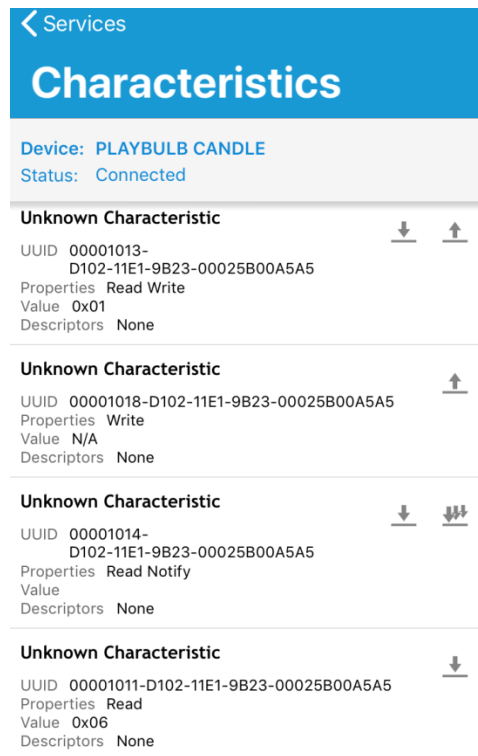 Services
Characteristics
Device: PLAYBULB CANDLE
Status: Connected
Unknown Characteristic
UUID 00001013-
D102-11E1-9B23-00025B00A5A5
Properties Read Write
Value 0x01
Descriptors None
Unknown Characteristic
UUID 00001018-D102-11E1-9B23-00025B00A5A5
Properties Write
Value N/A
Descriptors None
Unknown Characteristic
UUID 00001014-
D102-11E1-9B23-00025B00A5A5
Properties Read Notify
Value
Descriptors None
Unknown Characteristic
UUID 00001011-D102-11E1-9B23-00025B00A5A5
Properties Read
Value 0x06
Descriptors None